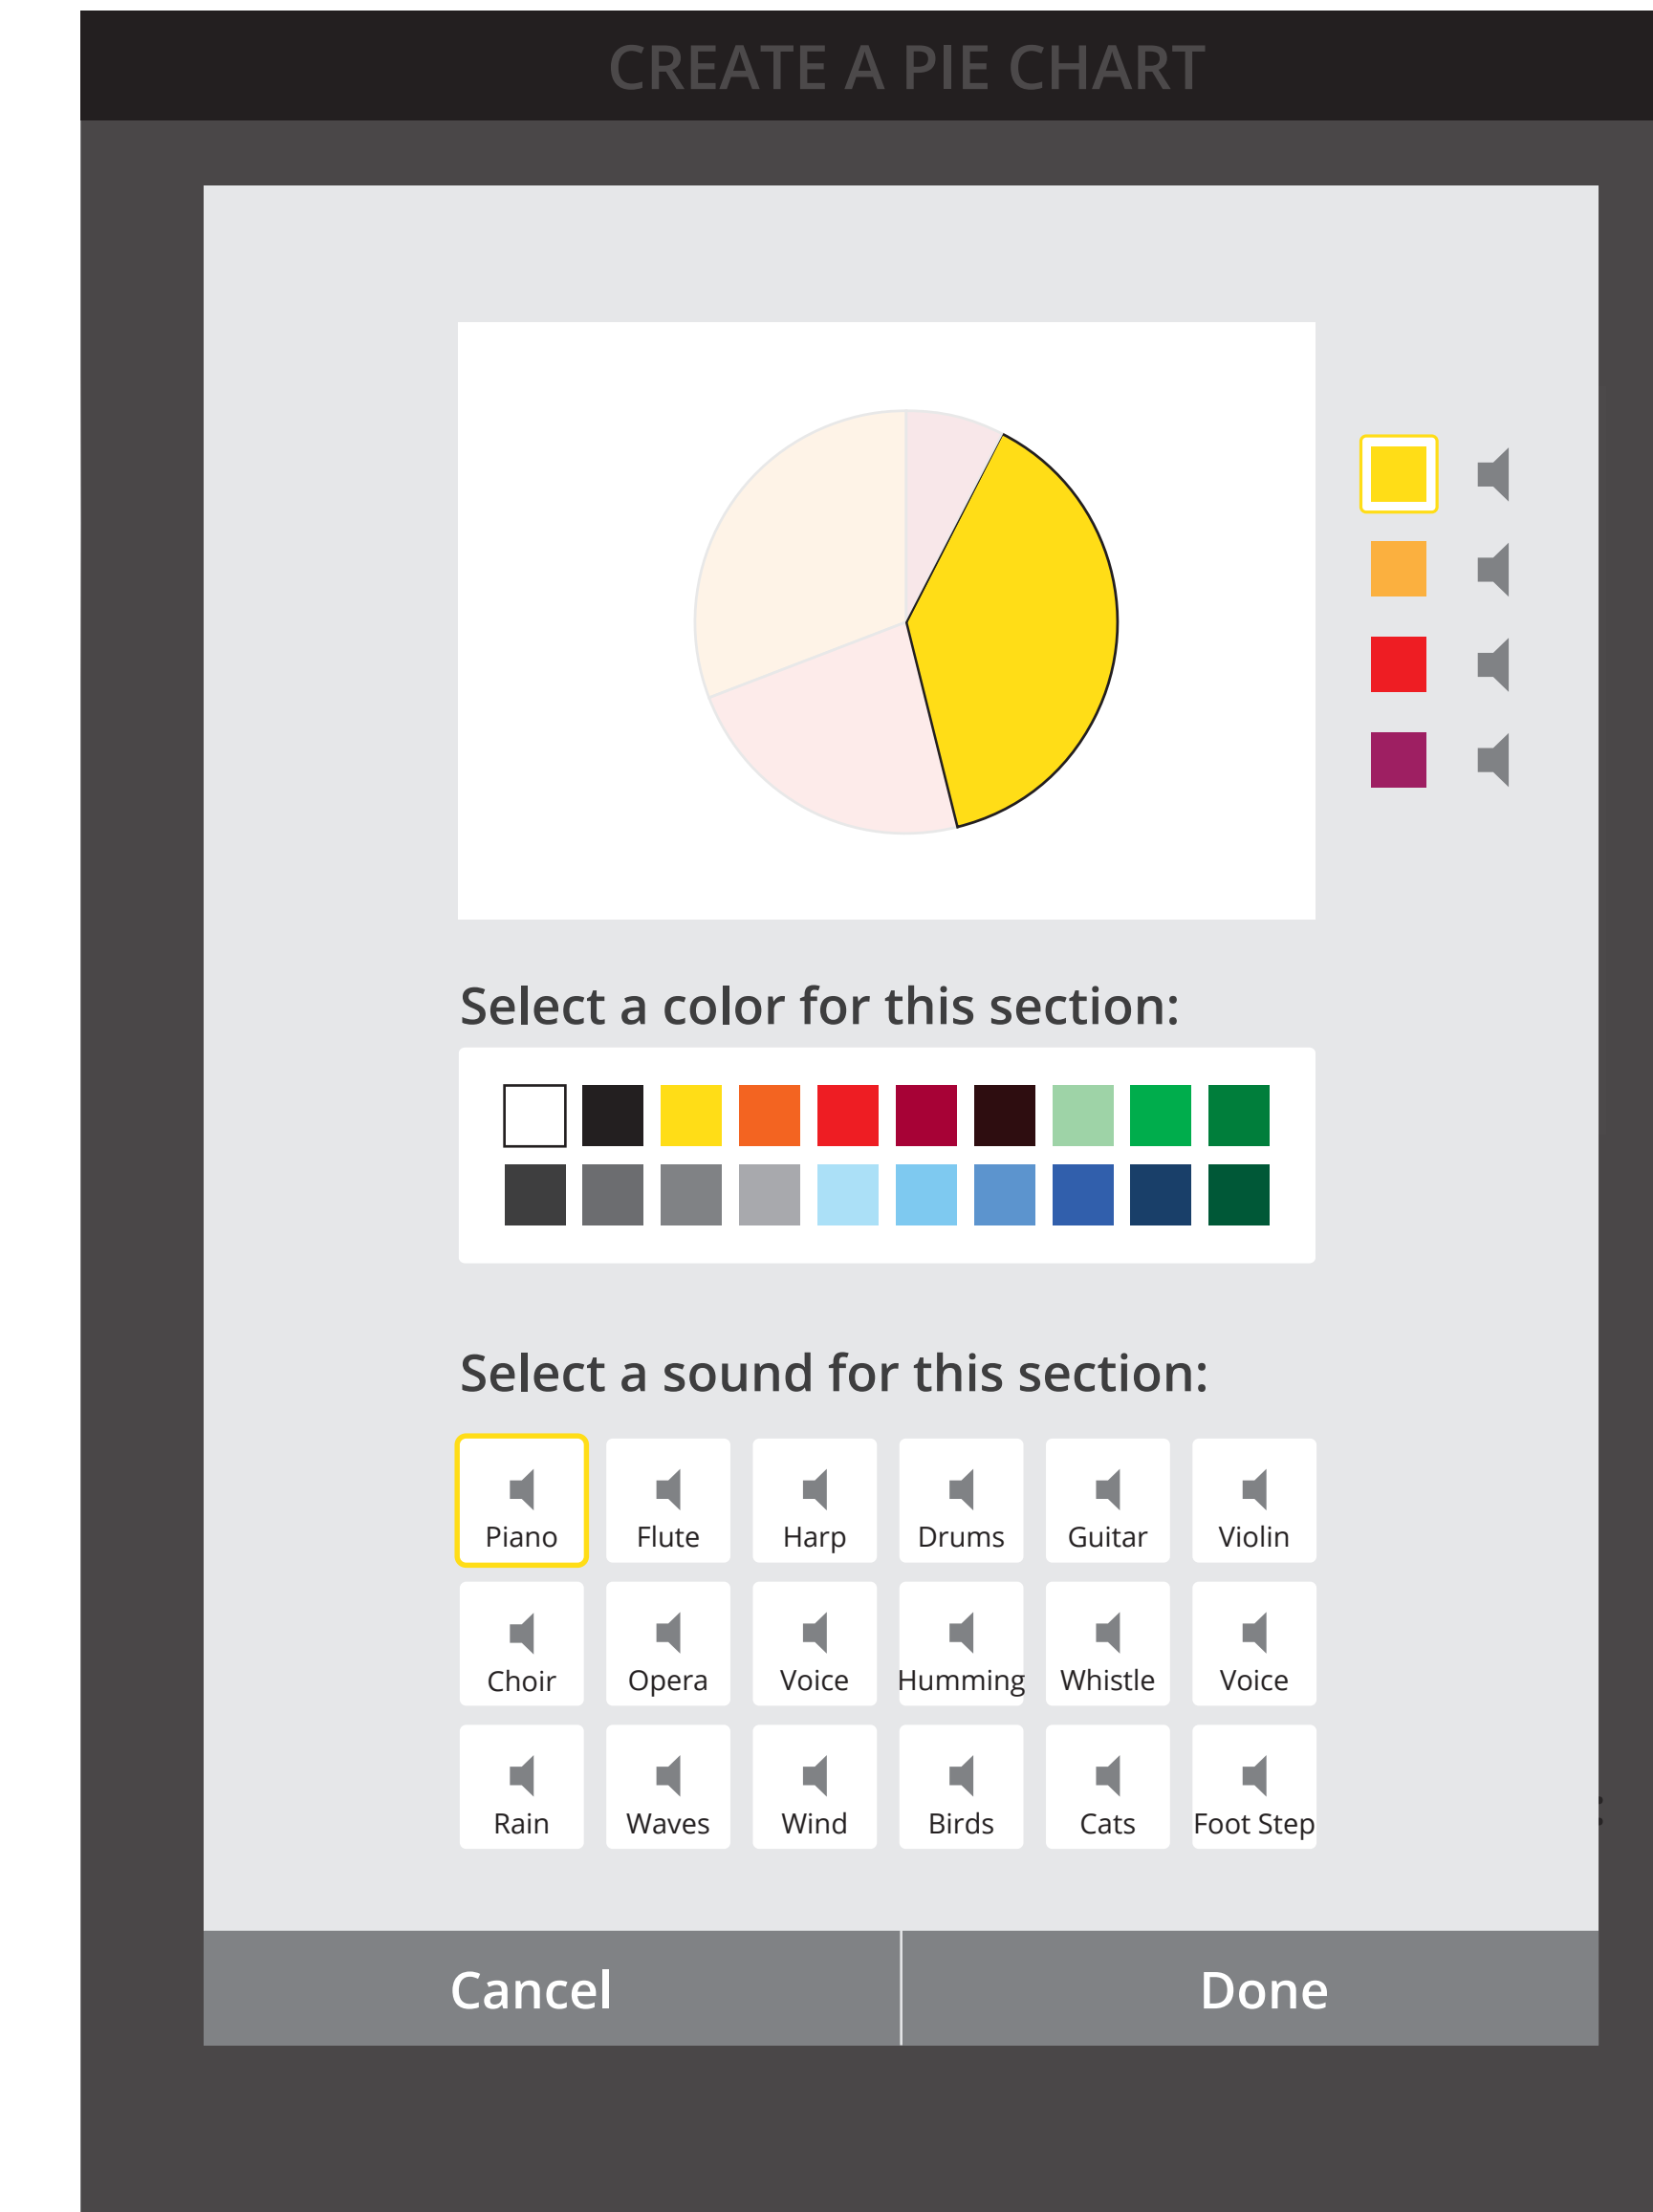 CREATE A PIE CHART
Select a color for this section:
Select a sound for this section:
Piano Flute Harp Drums Guitar Violin
Choir Opera Voice Humming Whistle Voice
Rain Waves Wind Birds Cats Foot Step
Cancel Done